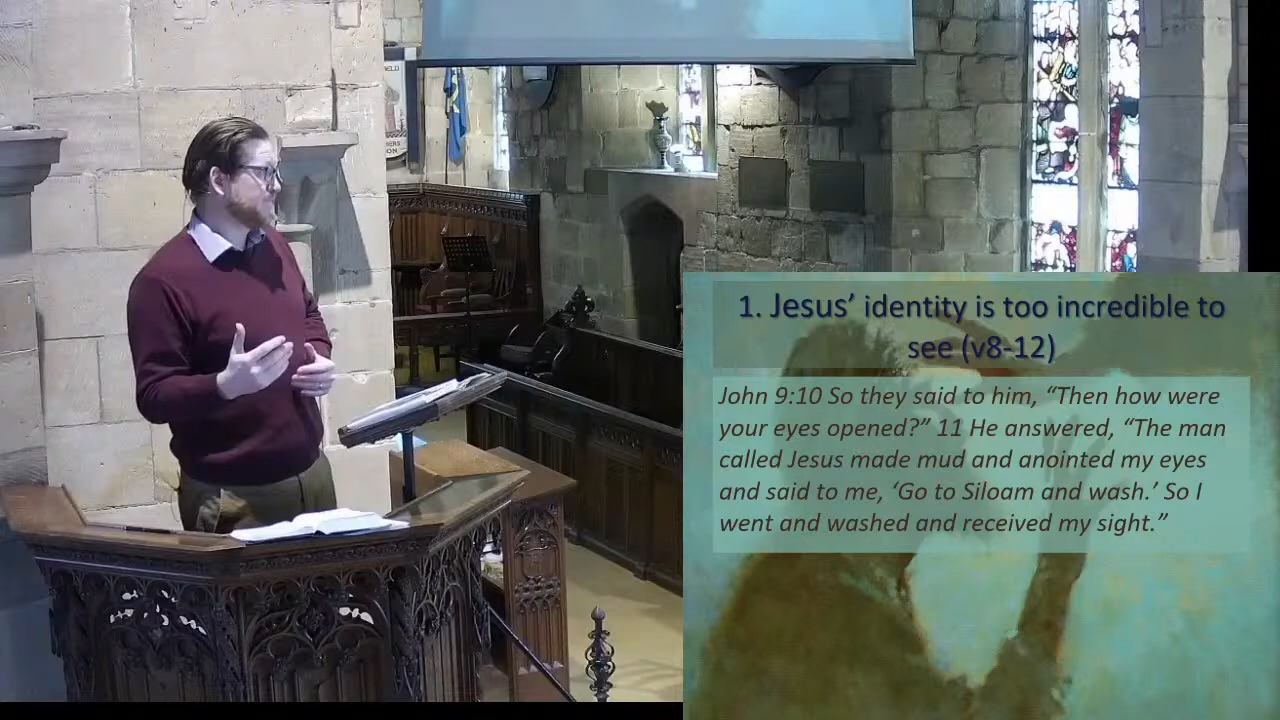 1. Jesus’ identity is too incredible to
see (v8-12)
John 9:10 So they said to him, “Then how were
your eyes opened?” 11 He answered, “The man
called Jesus made mud and anointed my eyes
and said to me, ‘Go to Siloam and wash.’ So I
went and washed and received my sight.”